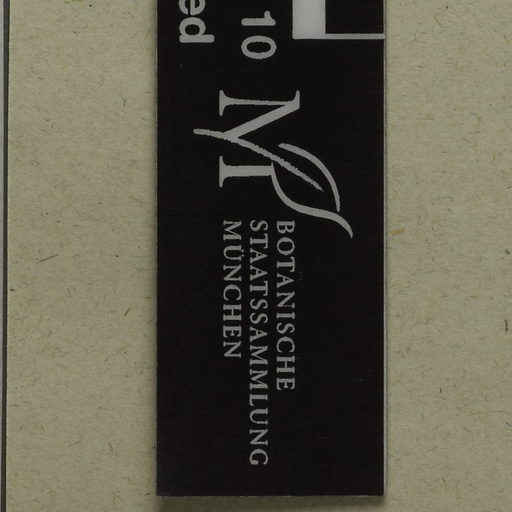 10
ed
M
BOTANISCHE
STAATSSAMMLUNG
MÜNCHEN